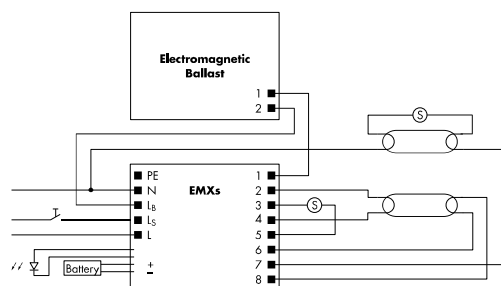 Electromagnetic
Ballast
1
2
S
PE
N
LB
LS
L
+
–
Battery
EMXs
1
2
3
4
5
6
7
8
S